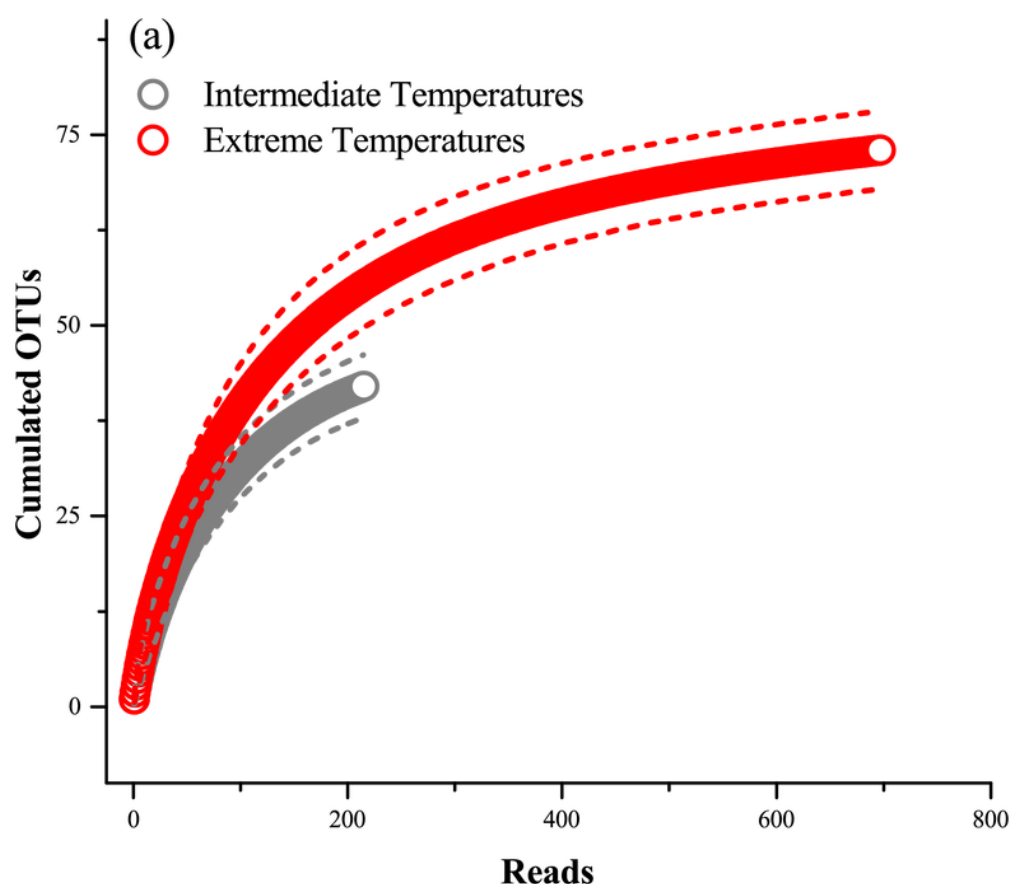 (a)
Intermediate Temperatures
Extreme Temperatures
75
50
25
0
Cumulated OTUs
0 200 400 600 800
Reads